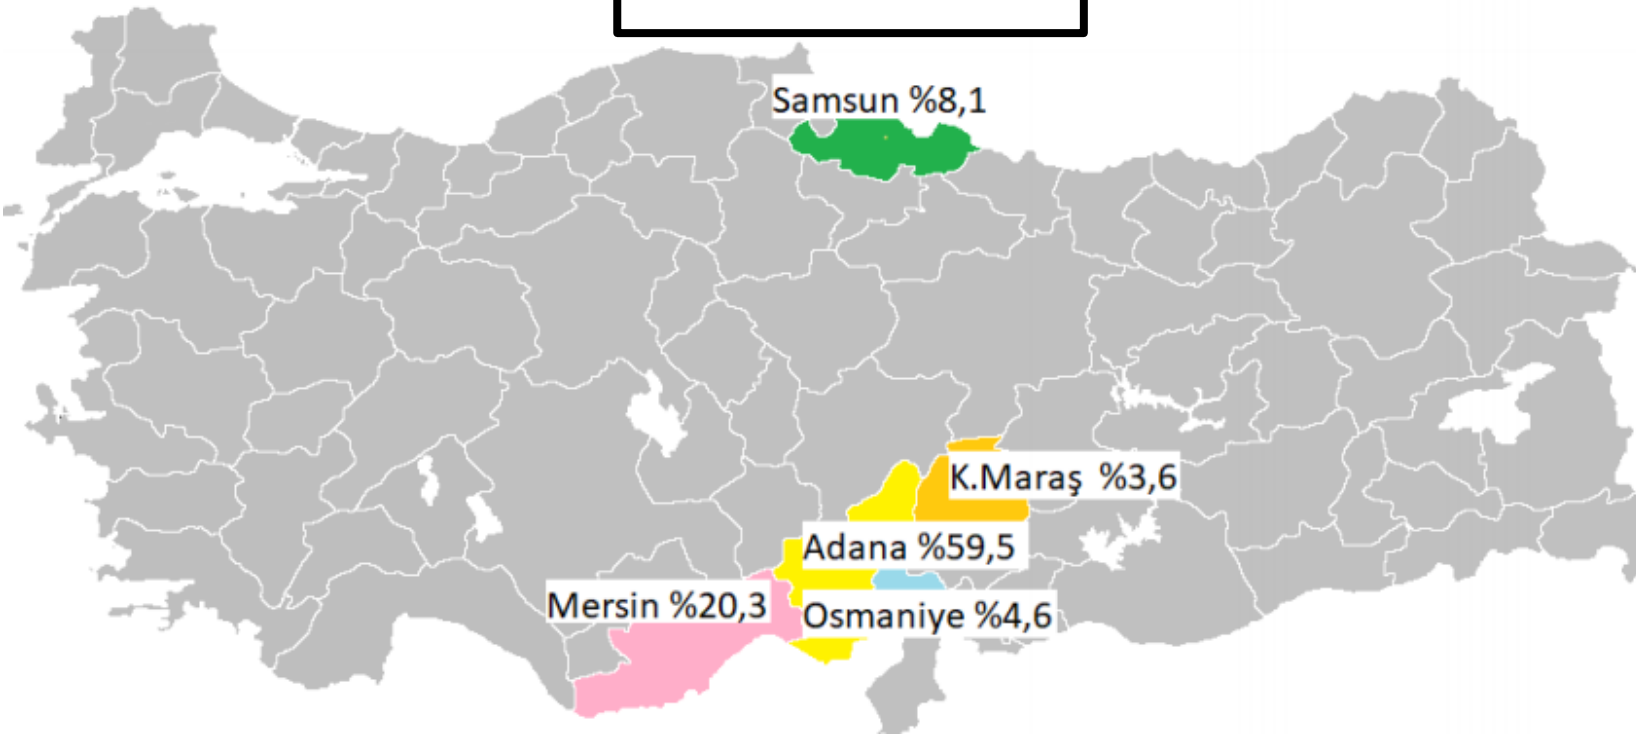 Samsun %8,1
K.Maraş %3,6
Adana %59,5
Mersin %20,3
Osmaniye %4,6